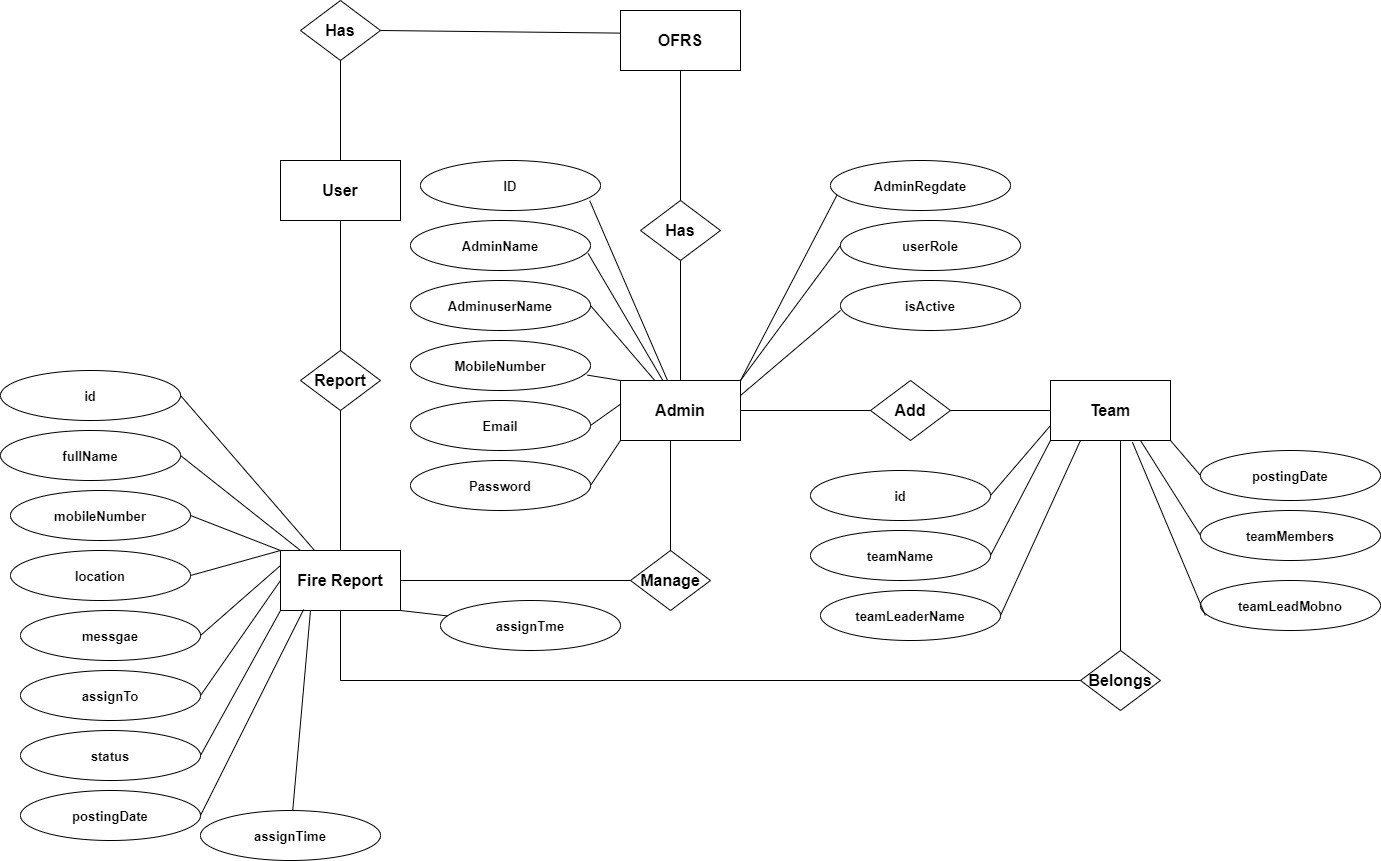 Has
OFRS
User
ID
AdminRegdate
Has
AdminName
userRole
AdminuserName
isActive
MobileNumber
Report
id
Admin
Add
Team
Email
fullName
postingDate
Password
id
mobileNumber
teamMembers
teamName
location
Fire Report
Manage
teamLeadMobno
teamLeaderName
assignTme
messgae
Belongs
assignTo
status
postingDate
assignTime